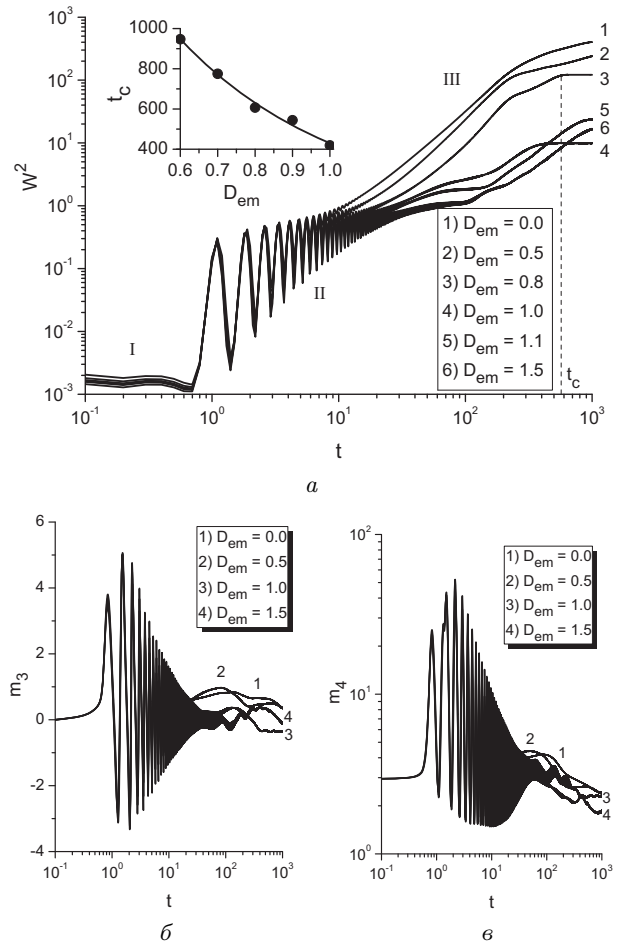 10³
10²
10¹
10⁰
10⁻¹
10⁻²
10⁻³
W²
1000
800
600
400
t_c
0.6 0.7 0.8 0.9 1.0
D_em
I
II
III
1
2
3
5
6
4
1) D_em = 0.0
2) D_em = 0.5
3) D_em = 0.8
4) D_em = 1.0
5) D_em = 1.1
6) D_em = 1.5
t_c
10⁻¹ 10⁰ 10¹ 10² 10³
t
а
6
4
2
0
-2
-4
m₃
1) D_em = 0.0
2) D_em = 0.5
3) D_em = 1.0
4) D_em = 1.5
2
1
4
3
10⁻¹ 10⁰ 10¹ 10² 10³
t
б
10²
10¹
10⁰
m₄
1) D_em = 0.0
2) D_em = 0.5
3) D_em = 1.0
4) D_em = 1.5
2
1
3
4
10⁻¹ 10⁰ 10¹ 10² 10³
t
в